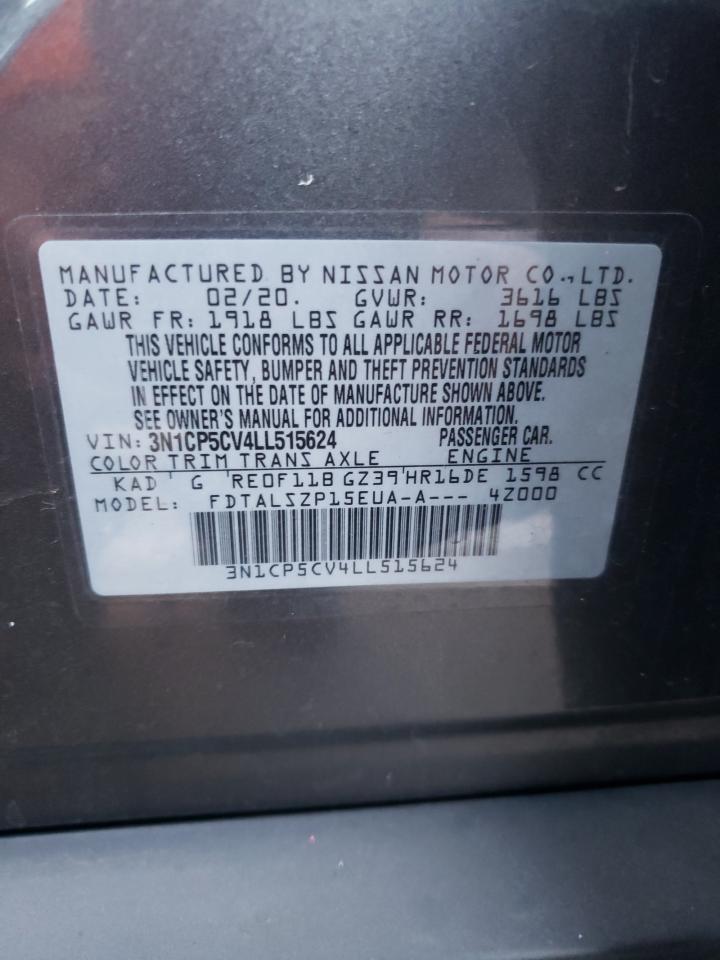 MANUFACTURED BY NISSAN MOTOR CO.,LTD.
DATE: 02/20. GVWR: 3616 LBS
GAWR FR: 1918 LBS GAWR RR: 1698 LBS
THIS VEHICLE CONFORMS TO ALL APPLICABLE FEDERAL MOTOR
VEHICLE SAFETY, BUMPER AND THEFT PREVENTION STANDARDS
IN EFFECT ON THE DATE OF MANUFACTURE SHOWN ABOVE.
SEE OWNER'S MANUAL FOR ADDITIONAL INFORMATION.
VIN: 3N1CP5CV4LL515624 PASSENGER CAR.
COLOR TRIM TRANS AXLE ENGINE
KAD ' G ' RE0F11B GZ39'HR16DE 1598 CC
MODEL: FDTALSZP15EUA-A--- 4Z000
3N1CP5CV4LL515624